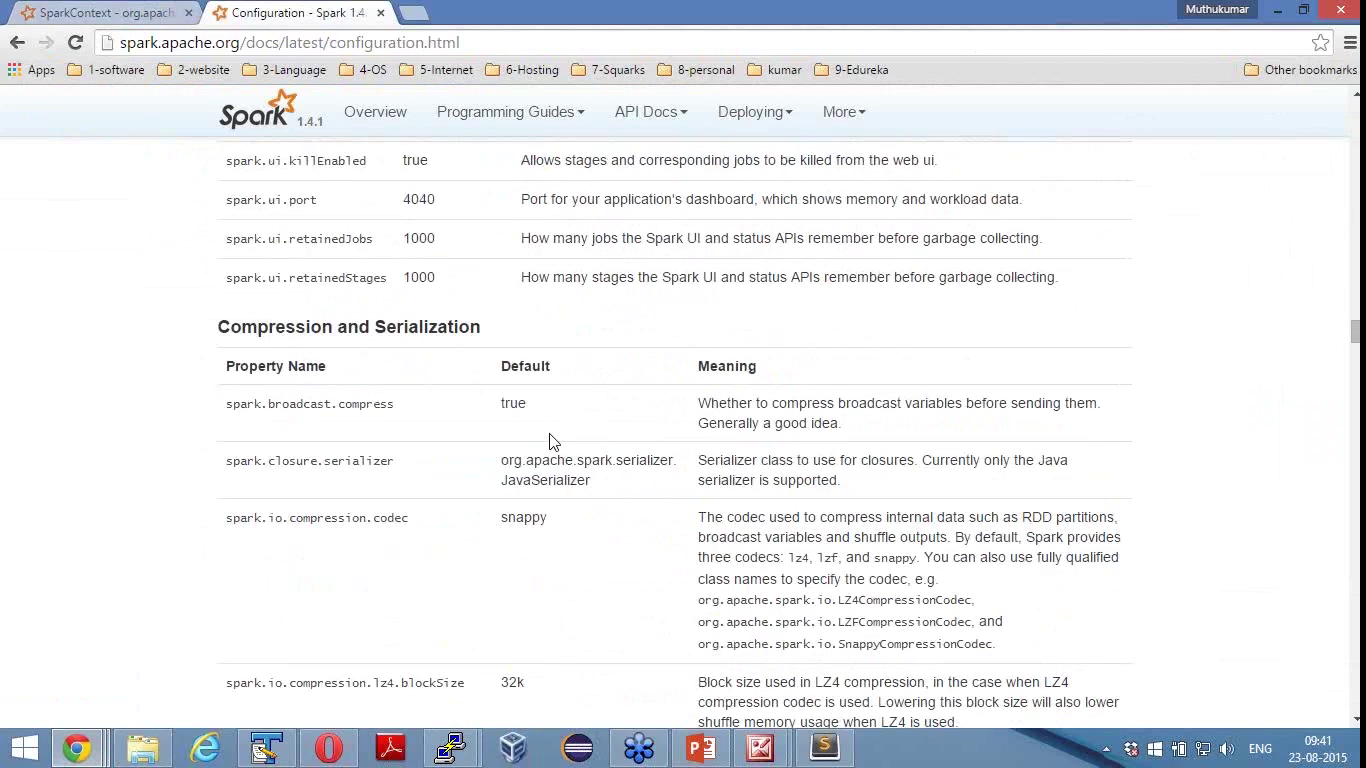 SparkContext - org.apach
Configuration - Spark 1.4.
Muthukumar
spark.apache.org/docs/latest/configuration.html
Apps 1-software 2-website 3-Language 4-OS 5-Internet 6-Hosting 7-Squarks 8-personal kumar 9-Edureka Other bookmarks
Spark 1.4.1 Overview Programming Guides API Docs Deploying More
spark.ui.killEnabled true Allows stages and corresponding jobs to be killed from the web ui.
spark.ui.port 4040 Port for your application's dashboard, which shows memory and workload data.
spark.ui.retainedJobs 1000 How many jobs the Spark UI and status APIs remember before garbage collecting.
spark.ui.retainedStages 1000 How many stages the Spark UI and status APIs remember before garbage collecting.
Compression and Serialization
Property Name Default Meaning
spark.broadcast.compress true Whether to compress broadcast variables before sending them.
Generally a good idea.
spark.closure.serializer org.apache.spark.serializer. Serializer class to use for closures. Currently only the Java
JavaSerializer serializer is supported.
spark.io.compression.codec snappy The codec used to compress internal data such as RDD partitions,
broadcast variables and shuffle outputs. By default, Spark provides
three codecs: lz4, lzf, and snappy. You can also use fully qualified
class names to specify the codec, e.g.
org.apache.spark.io.LZ4CompressionCodec,
org.apache.spark.io.LZFCompressionCodec, and
org.apache.spark.io.SnappyCompressionCodec.
spark.io.compression.lz4.blockSize 32k Block size used in LZ4 compression, in the case when LZ4
compression codec is used. Lowering this block size will also lower
shuffle memory usage when LZ4 is used.
ENG 09:41
23-08-2015